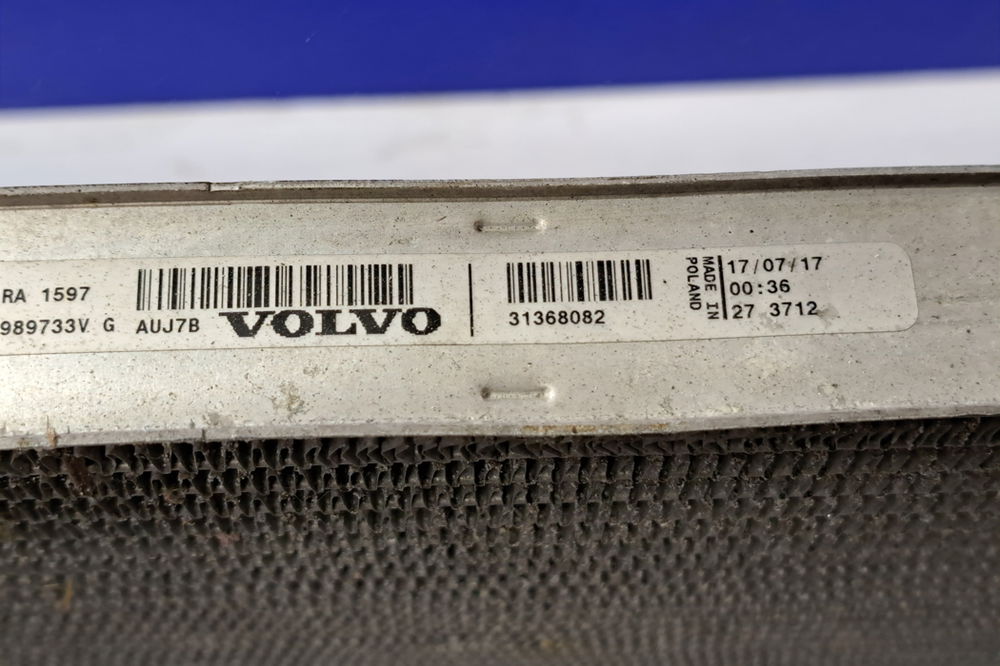 RA 1597
989733V G AUJ7B VOLVO
31368082
MADE IN
POLAND
17/07/17
00:36
27 3712